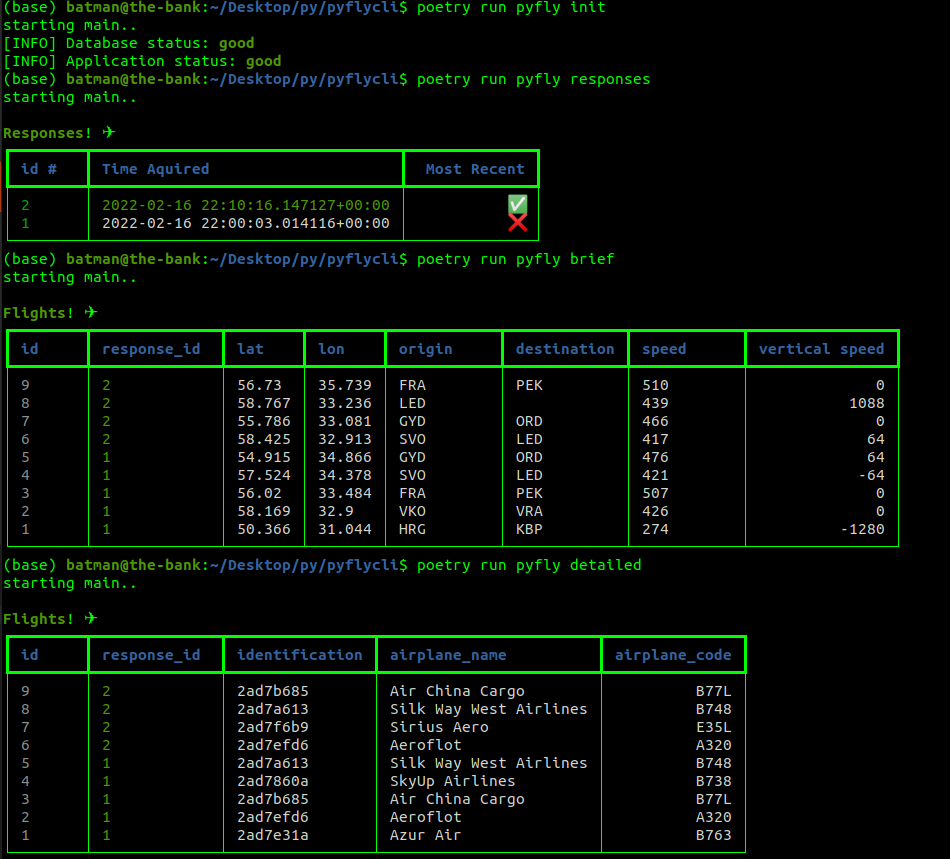 (base) batman@the-bank:~/Desktop/py/pyflycli$ poetry run pyfly init
starting main..
[INFO] Database status: good
[INFO] Application status: good
(base) batman@the-bank:~/Desktop/py/pyflycli$ poetry run pyfly responses
starting main..
Responses! ✈
id # Time Aquired Most Recent
2 2022-02-16 22:10:16.147127+00:00 ✅
1 2022-02-16 22:00:03.014116+00:00 ❌
(base) batman@the-bank:~/Desktop/py/pyflycli$ poetry run pyfly brief
starting main..
Flights! ✈
id response_id lat lon origin destination speed vertical speed
9 2 56.73 35.739 FRA PEK 510 0
8 2 58.767 33.236 LED 439 1088
7 2 55.786 33.081 GYD ORD 466 0
6 2 58.425 32.913 SVO LED 417 64
5 1 54.915 34.866 GYD ORD 476 64
4 1 57.524 34.378 SVO LED 421 -64
3 1 56.02 33.484 FRA PEK 507 0
2 1 58.169 32.9 VKO VRA 426 0
1 1 50.366 31.044 HRG KBP 274 -1280
(base) batman@the-bank:~/Desktop/py/pyflycli$ poetry run pyfly detailed
starting main..
Flights! ✈
id response_id identification airplane_name airplane_code
9 2 2ad7b685 Air China Cargo B77L
8 2 2ad7a613 Silk Way West Airlines B748
7 2 2ad7f6b9 Sirius Aero E35L
6 2 2ad7efd6 Aeroflot A320
5 1 2ad7a613 Silk Way West Airlines B748
4 1 2ad7860a SkyUp Airlines B738
3 1 2ad7b685 Air China Cargo B77L
2 1 2ad7efd6 Aeroflot A320
1 1 2ad7e31a Azur Air B763